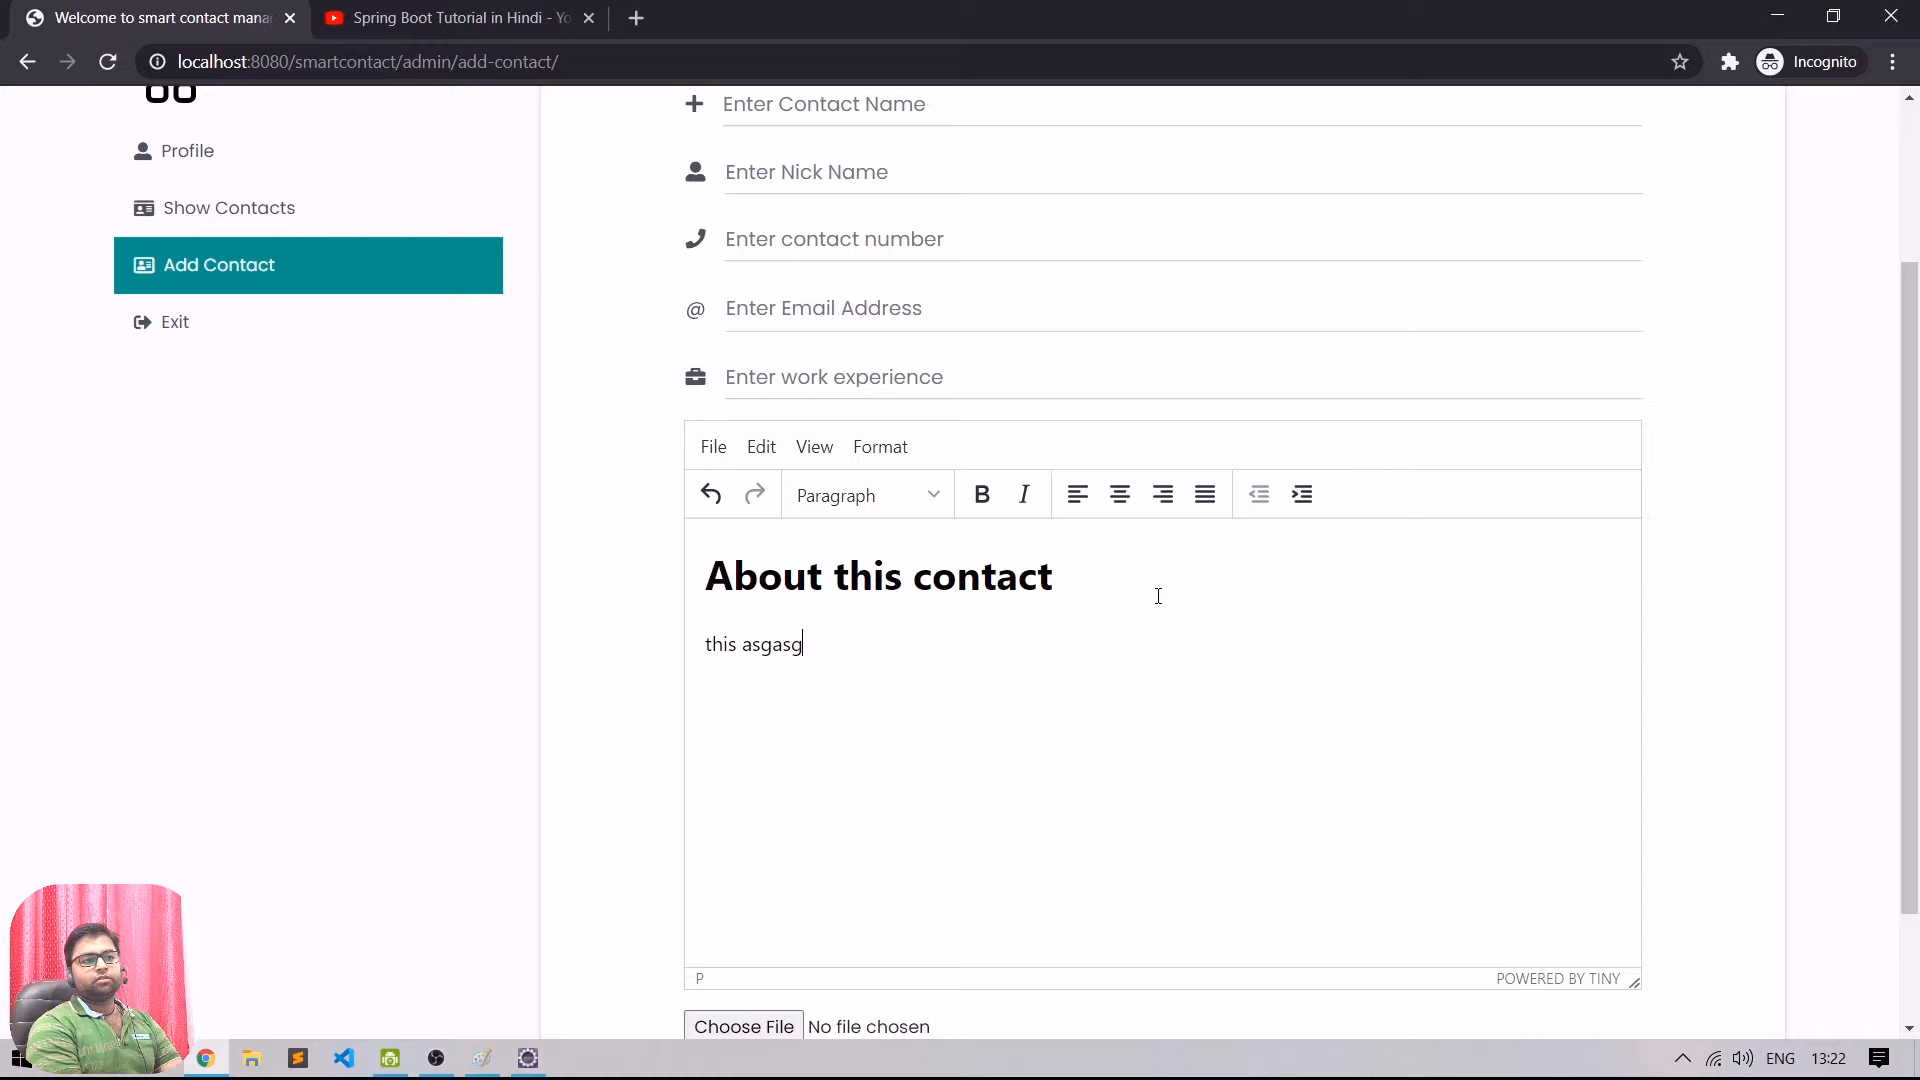 Welcome to smart contact mana
Spring Boot Tutorial in Hindi - Yo
localhost:8080/smartcontact/admin/add-contact/
Incognito
Profile
Show Contacts
Add Contact
Exit
Enter Contact Name
Enter Nick Name
Enter contact number
@ Enter Email Address
Enter work experience
File Edit View Format
Paragraph B I
About this contact
this asgasg
P POWERED BY TINY
Choose File No file chosen
ENG 13:22